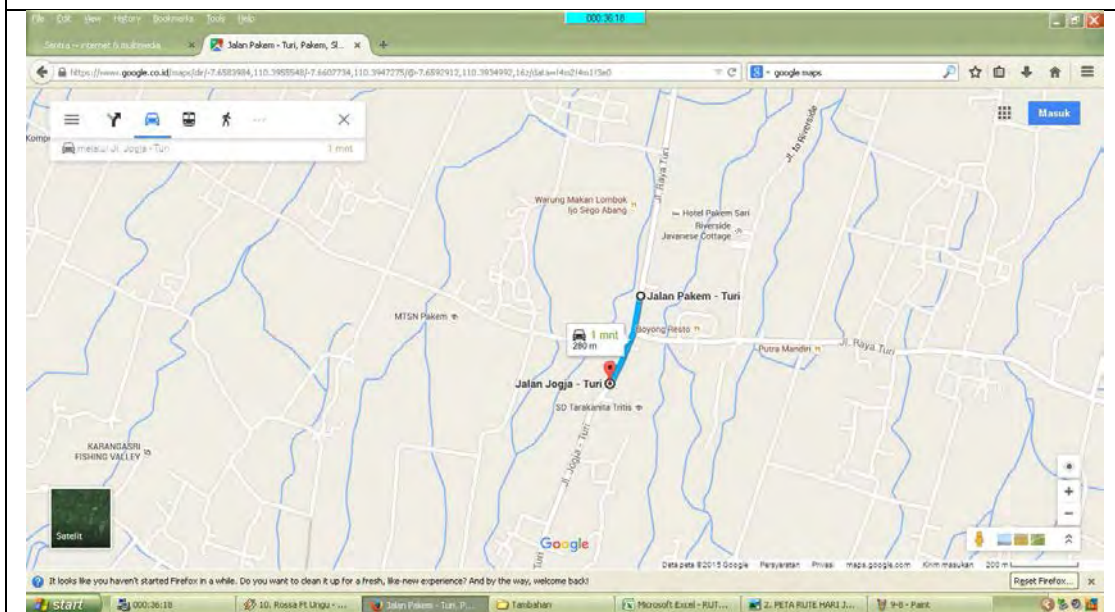 000:36:18
File Edit View History Bookmarks Tools Help
Jalan Pakem - Turi, Pakem, Sl...
google maps
Masuk
melalui Jl. Jogja - Turi
1 mnt
Jl. to Riverside
Jl. Raya Turi
Warung Makan Lombok
Ijo Sego Abang
Hotel Pakem Sari
Riverside
Javanese Cottage
Jalan Pakem - Turi
MTSN Pakem
1 mnt
280 m
Boyong Resto
Putra Mandiri
Jl. Raya Turi
Jalan Jogja - Turi
SD Tarakanita Tritis
KARANGASRI
FISHING VALLEY
Jl. Jogja - Turi
Satelit
Google
Data peta ©2015 Google
Persyaratan
Privasi
maps.google.com
Kirim masukan
200 m
It looks like you haven't started Firefox in a while. Do you want to clean it up for a fresh, like-new experience? And by the way, welcome back!
Reset Firefox...
start
000:36:18
10. Rossa Ft Ungu - ...
Jalan Pakem - Turi, P...
Tambahan
Microsoft Excel - RUT...
2. PETA RUTE HARI J...
9-8 - Paint